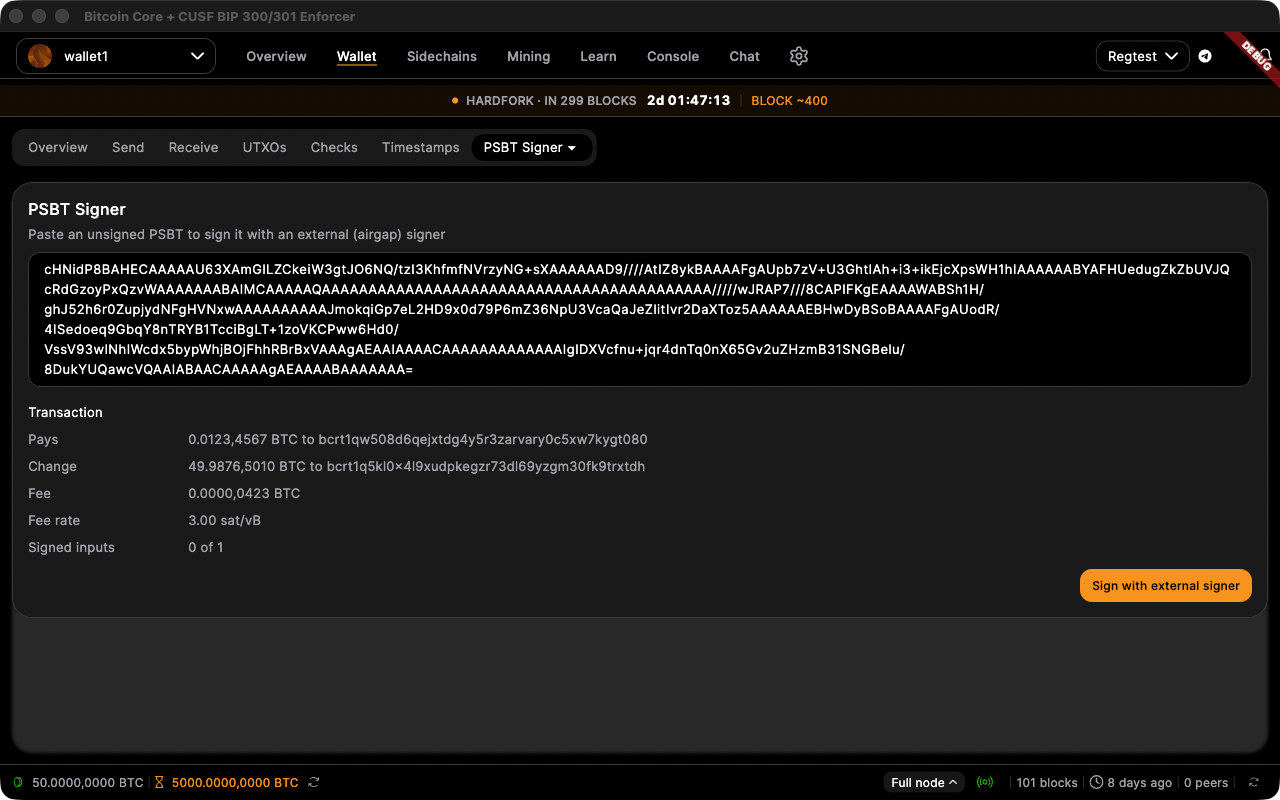 Bitcoin Core + CUSF BIP 300/301 Enforcer
wallet1
Overview
Wallet
Sidechains
Mining
Learn
Console
Chat
Regtest
DEBUG
HARDFORK · IN 299 BLOCKS 2d 01:47:13 BLOCK ~400
Overview
Send
Receive
UTXOs
Checks
Timestamps
PSBT Signer
PSBT Signer
Paste an unsigned PSBT to sign it with an external (airgap) signer
cHNidP8BAHECAAAAAU63XAmGILZCkeiW3gtJO6NQ/tzI3KhfmfNVrzyNG+sXAAAAAAD9////AtIZ8ykBAAAAFgAUpb7zV+U3GhtIAh+i3+ikEjcXpsWH1hIAAAAAABYAFHUedugZkZbUVJQ
cRdGzoyPxQzvWAAAAAAABAIMCAAAAAQAAAAAAAAAAAAAAAAAAAAAAAAAAAAAAAAAAAAAAAAAAAP////8wJRAP7///8CAPIFKgEAAAAWABSh1H/
ghJ52h6r0ZupjydNFgHVNxwAAAAAAAAAAJmokqiGp7eL2HD9x0d79P6mZ36NpU3VcaQaJeZIitIvr2DaXToz5AAAAAAEBHwDyBSoBAAAAFgAUodR/
4ISedoeq9GbqY8nTRYB1TcciBgLT+1zoVKCPww6Hd0/
VssV93wINhIWcdx5bypWhjBOjFhhRBrBxVAAAgAEAAIAAAACAAAAAAAAAAAAAIgIDXVcfnu+jqr4dnTq0nX65Gv2uZHzmB31SNGBeIu/
8DukYUQawcVQAAIABAACAAAAAgAEAAAABAAAAAAA=
Transaction
Pays 0.0123,4567 BTC to bcrt1qw508d6qejxtdg4y5r3zarvary0c5xw7kygt080
Change 49.9876,5010 BTC to bcrt1q5kl0×4l9xudpkegzr73dl69yzgm30fk9trxtdh
Fee 0.0000,0423 BTC
Fee rate 3.00 sat/vB
Signed inputs 0 of 1
Sign with external signer
50.0000,0000 BTC
5000.0000,0000 BTC
Full node
101 blocks
8 days ago
0 peers